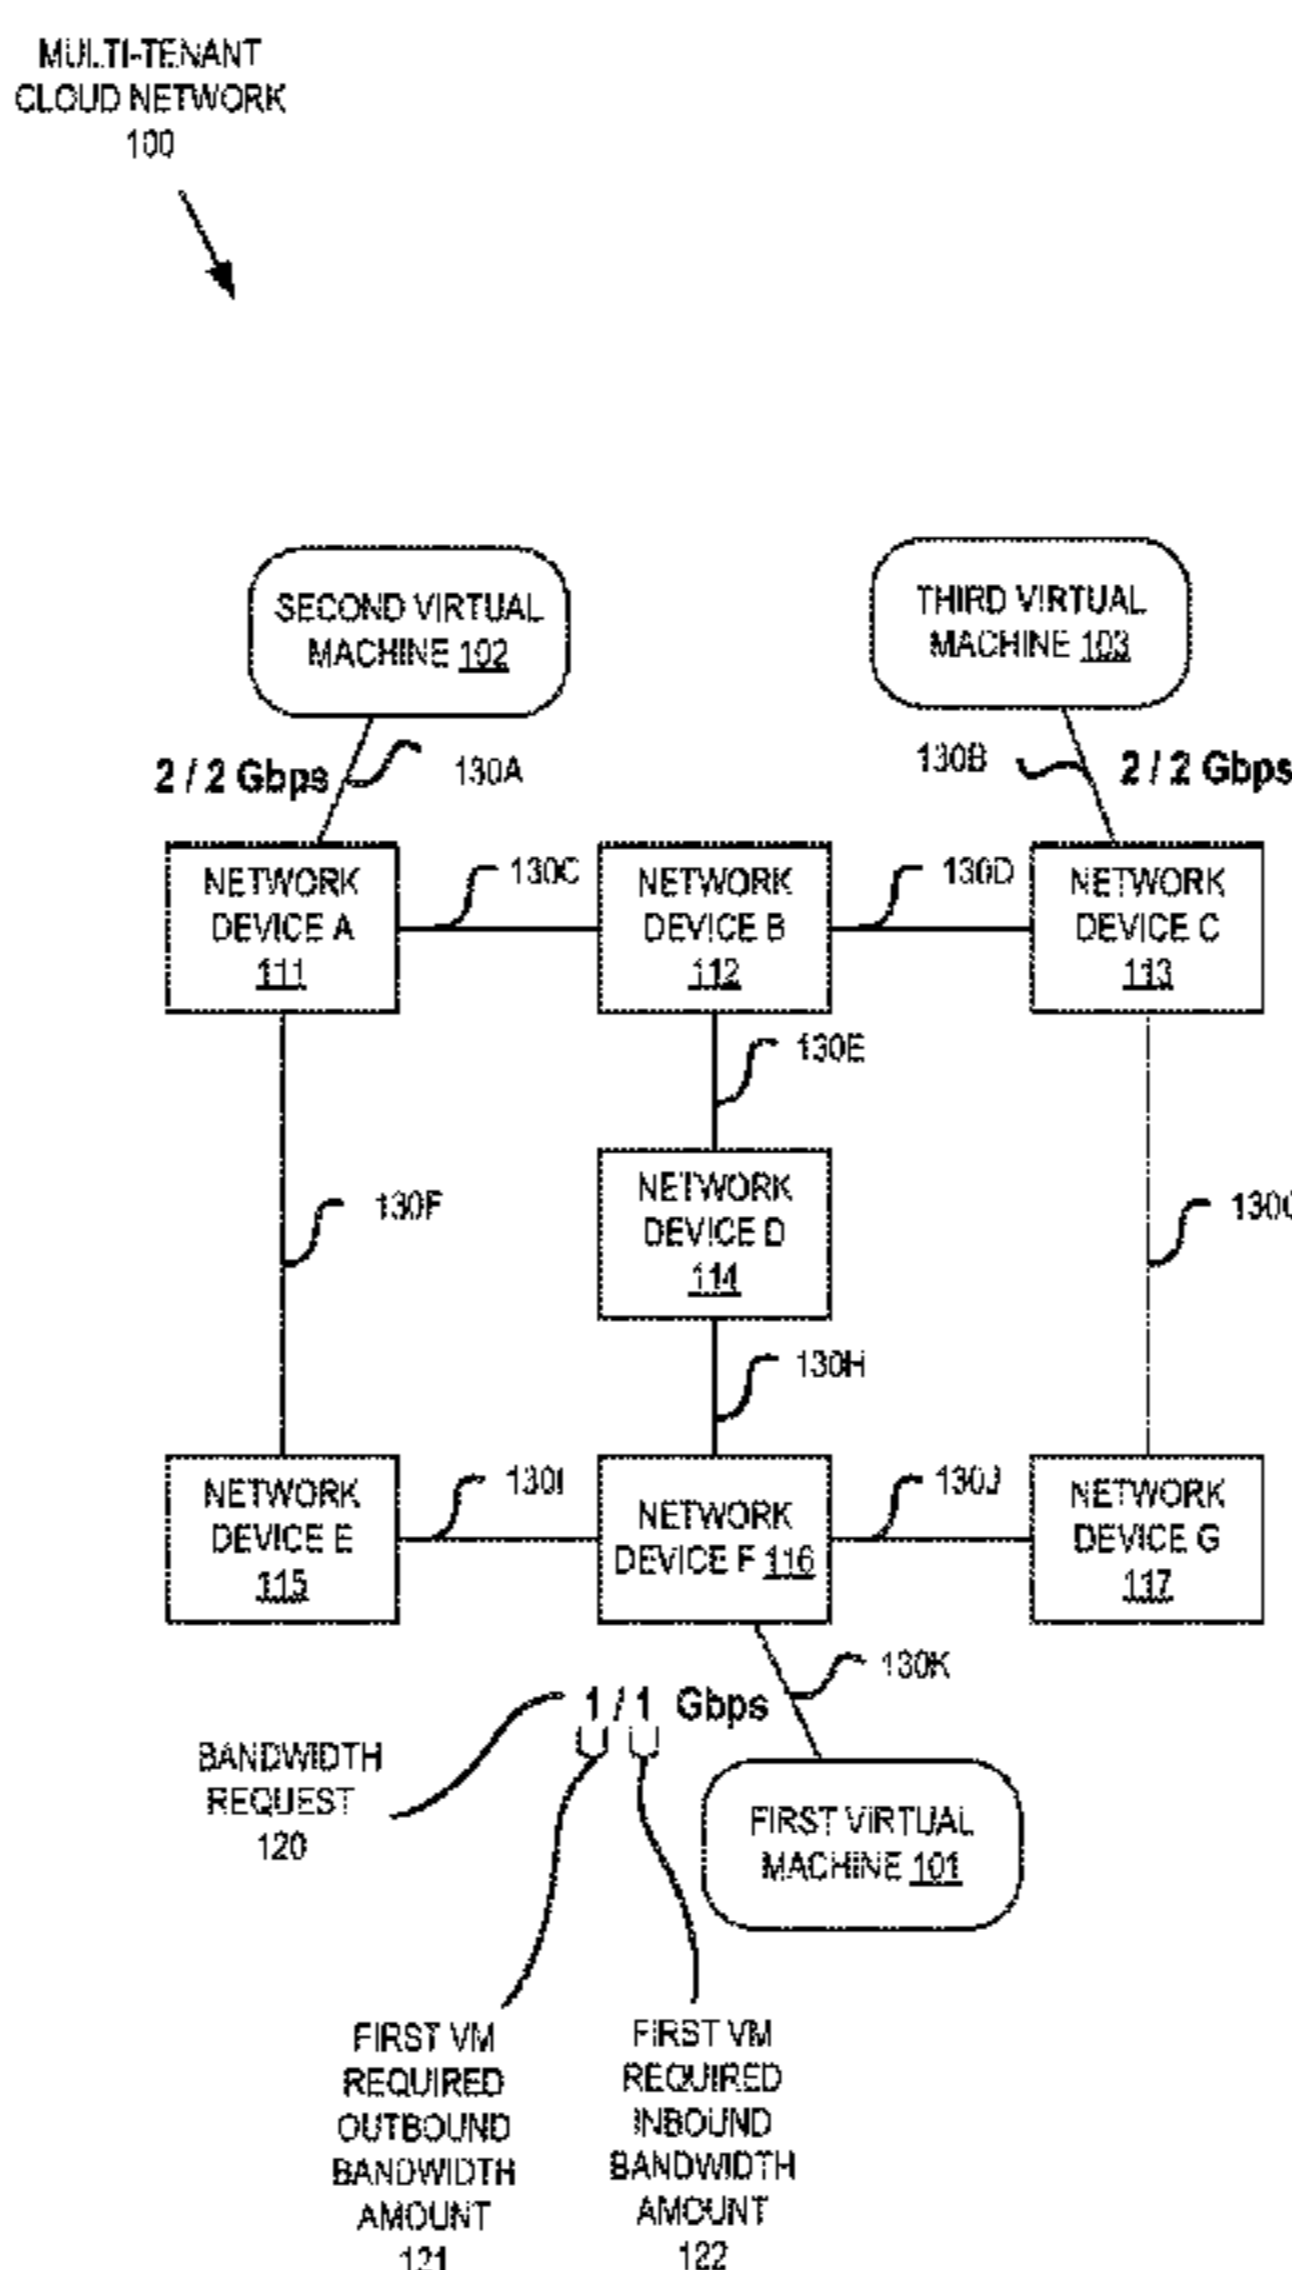 MULTI-TENANT
CLOUD NETWORK
100
SECOND VIRTUAL
MACHINE 102
THIRD VIRTUAL
MACHINE 103
2 / 2 Gbps
130A
130B
2 / 2 Gbps
NETWORK
DEVICE A
111
130C
NETWORK
DEVICE B
112
130D
NETWORK
DEVICE C
113
130E
130F
NETWORK
DEVICE D
114
130G
130H
NETWORK
DEVICE E
115
130I
NETWORK
DEVICE F 116
130J
NETWORK
DEVICE G
117
130K
1 / 1 Gbps
BANDWIDTH
REQUEST
120
FIRST VIRTUAL
MACHINE 101
FIRST VM
REQUIRED
OUTBOUND
BANDWIDTH
AMOUNT
121
FIRST VM
REQUIRED
INBOUND
BANDWIDTH
AMOUNT
122